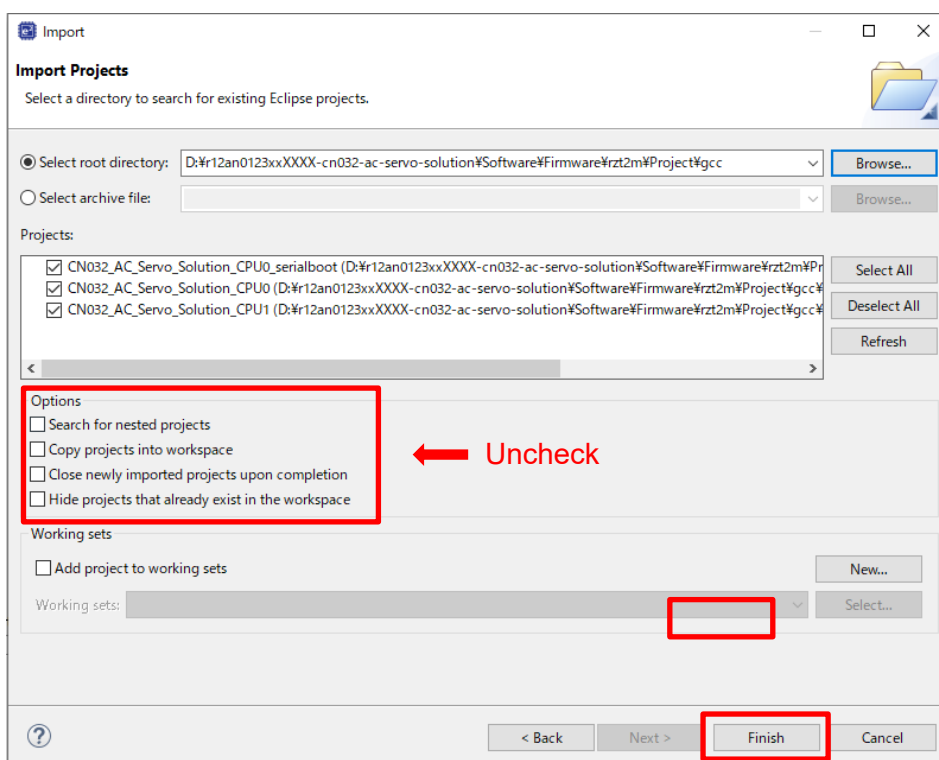 Import
Import Projects
Select a directory to search for existing Eclipse projects.
Select root directory: D:¥r12an0123xxXXXX-cn032-ac-servo-solution¥Software¥Firmware¥rzt2m¥Project¥gcc Browse...
Select archive file: Browse...
Projects:
CN032_AC_Servo_Solution_CPU0_serialboot (D:¥r12an0123xxXXXX-cn032-ac-servo-solution¥Software¥Firmware¥rzt2m¥Pr
CN032_AC_Servo_Solution_CPU0 (D:¥r12an0123xxXXXX-cn032-ac-servo-solution¥Software¥Firmware¥rzt2m¥Project¥gcc¥
CN032_AC_Servo_Solution_CPU1 (D:¥r12an0123xxXXXX-cn032-ac-servo-solution¥Software¥Firmware¥rzt2m¥Project¥gcc¥
Select All
Deselect All
Refresh
Options
Search for nested projects
Copy projects into workspace
Close newly imported projects upon completion
Hide projects that already exist in the workspace
Uncheck
Working sets
Add project to working sets New...
Working sets: Select...
? < Back Next > Finish Cancel